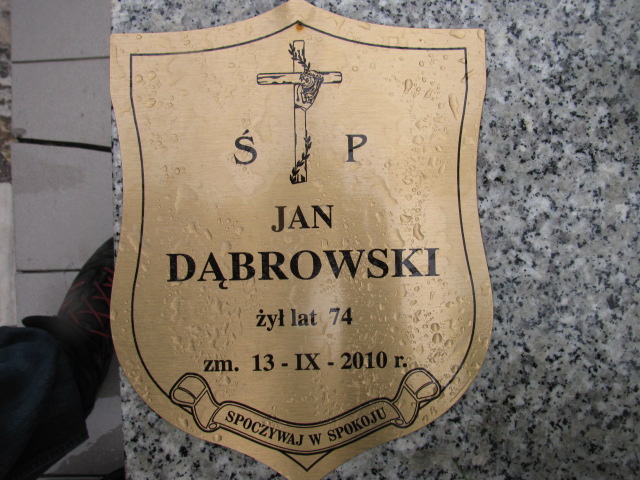 Ś P
JAN
DĄBROWSKI
żył lat 74
zm. 13 - IX - 2010 r.
SPOCZYWAJ W SPOKOJU